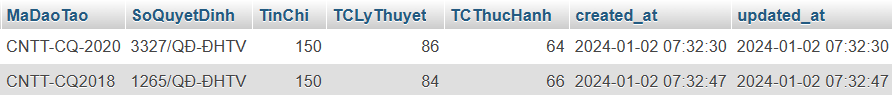 MaDaoTao SoQuyetDinh TinChi TCLyThuyet TCThucHanh created_at updated_at
CNTT-CQ-2020 3327/QĐ-ĐHTV 150 86 64 2024-01-02 07:32:30 2024-01-02 07:32:30
CNTT-CQ2018 1265/QĐ-ĐHTV 150 84 66 2024-01-02 07:32:47 2024-01-02 07:32:47